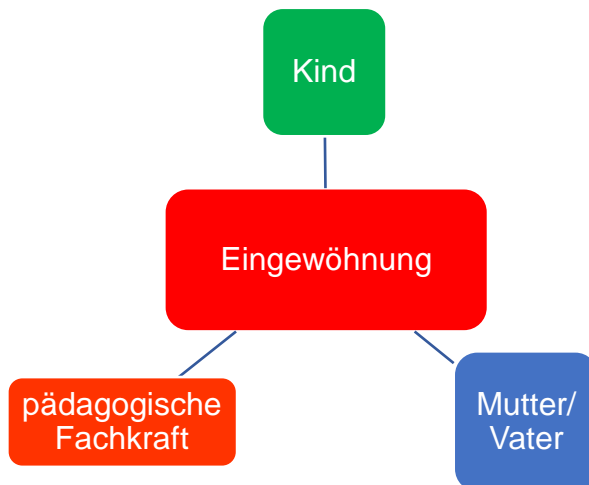 Kind
Eingewöhnung
pädagogische
Fachkraft
Mutter/
Vater